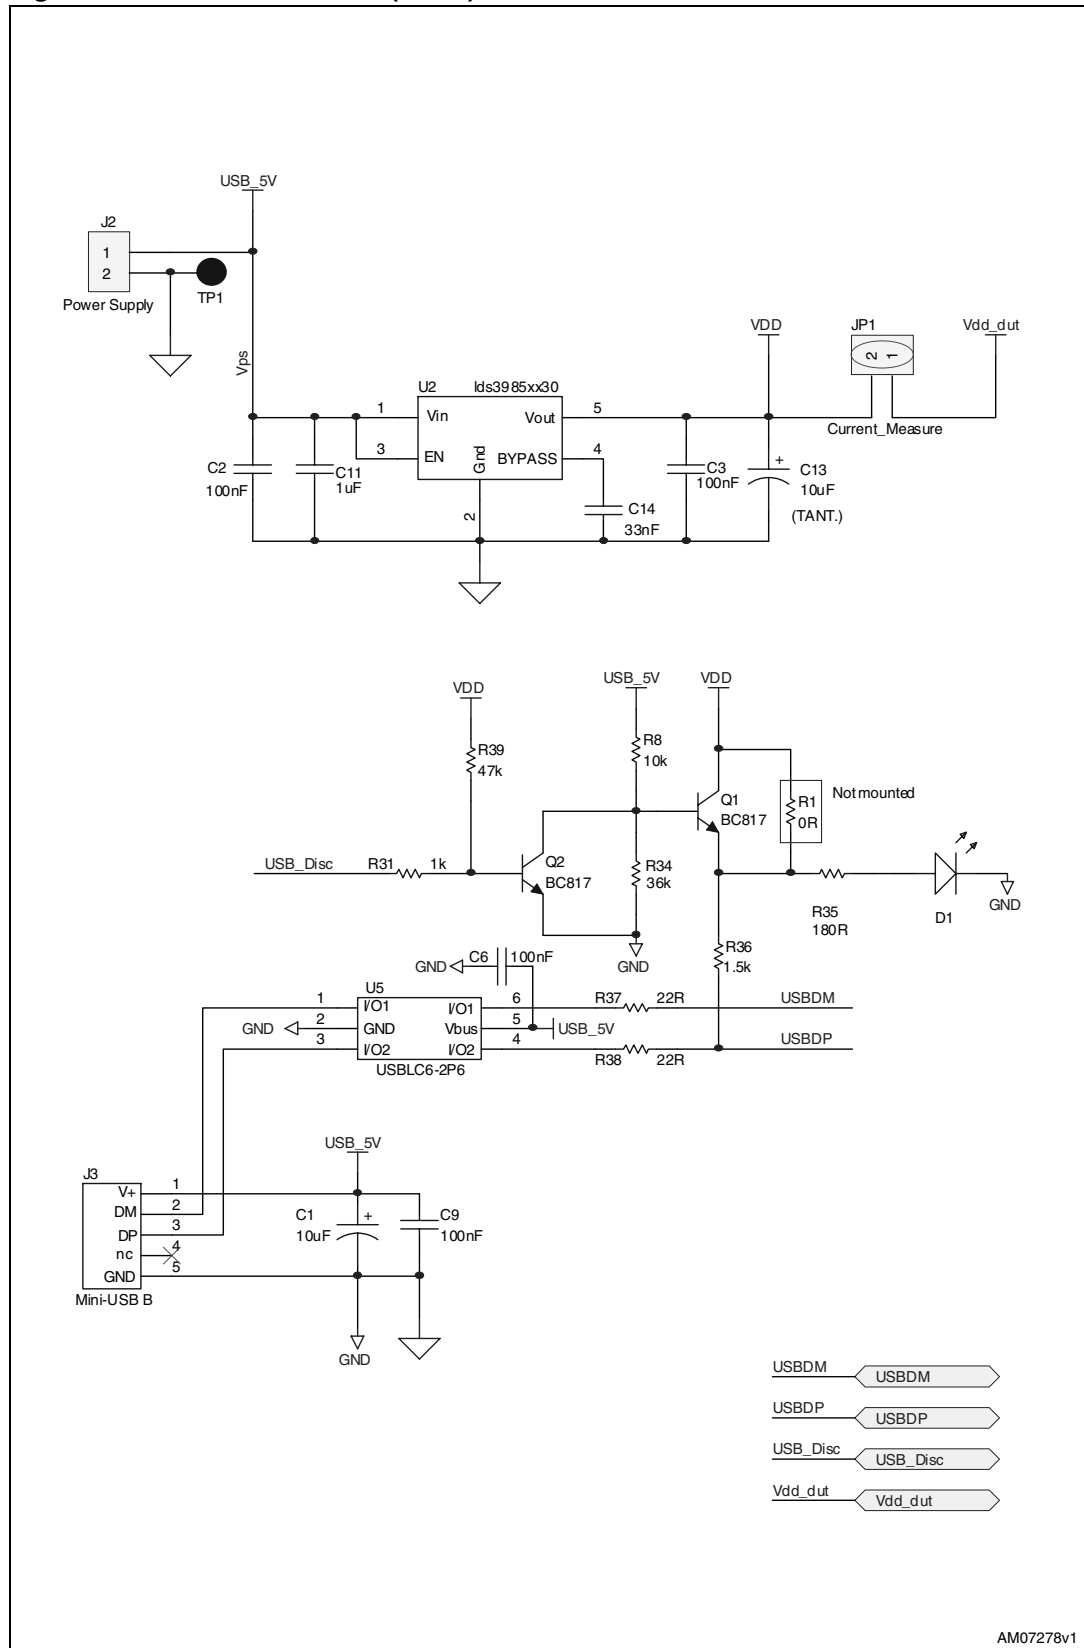 USB_5V
J2
1
2
Power Supply
TP1
Vps
VDD
JP1
2 1
Vdd_dut
Current_Measure
U2 lds3985xx30
1 Vin Vout 5
3 EN BYPASS 4
Gnd
2
C2
100nF
C11
1uF
C14
33nF
C3
100nF
+
C13
10uF
(TANT.)
VDD
USB_5V
VDD
R39
47k
R8
10k
Q1
BC817
R1
0R
Not mounted
USB_Disc R31 1k
Q2
BC817
R34
36k
R35
180R
D1
GND
GND
R36
1.5k
GND C6 100nF
U5
1 I/O1 I/O1 6 R37 22R USBDM
GND 2 GND Vbus 5 USB_5V
3 I/O2 I/O2 4 R38 22R USBDP
USBLC6-2P6
USB_5V
J3
V+ 1
DM 2
DP 3
nc 4
GND 5
Mini-USB B
C1
10uF
+
C9
100nF
GND
USBDM USBDM
USBDP USBDP
USB_Disc USB_Disc
Vdd_dut Vdd_dut
AM07278v1